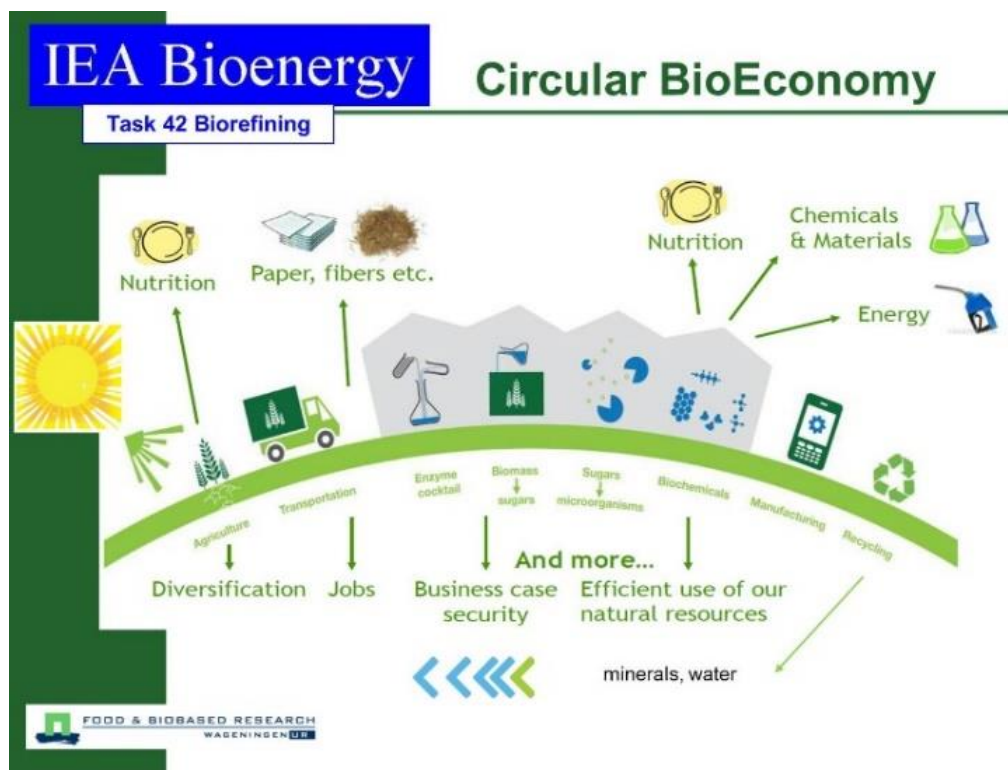 IEA Bioenergy
Circular BioEconomy
Task 42 Biorefining
Nutrition
Paper, fibers etc.
Nutrition
Chemicals
& Materials
Energy
Agriculture
Transportation
Enzyme
cocktail
Biomass
sugars
Sugars
microorganisms
Biochemicals
Manufacturing
Recycling
And more...
Diversification
Jobs
Business case
security
Efficient use of our
natural resources
minerals, water
FOOD & BIOBASED RESEARCH
WAGENINGEN UR